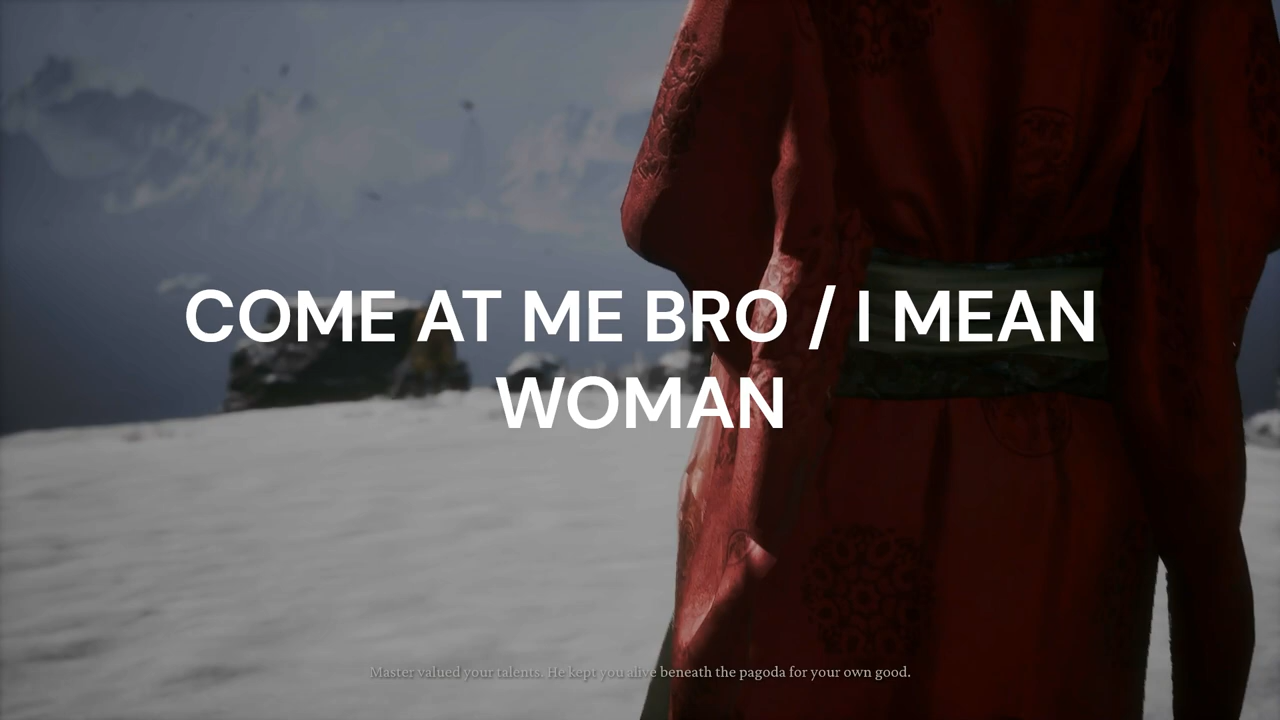 COME AT ME BRO / I MEAN
WOMAN
Master valued your talents. He kept you alive beneath the pagoda for your own good.